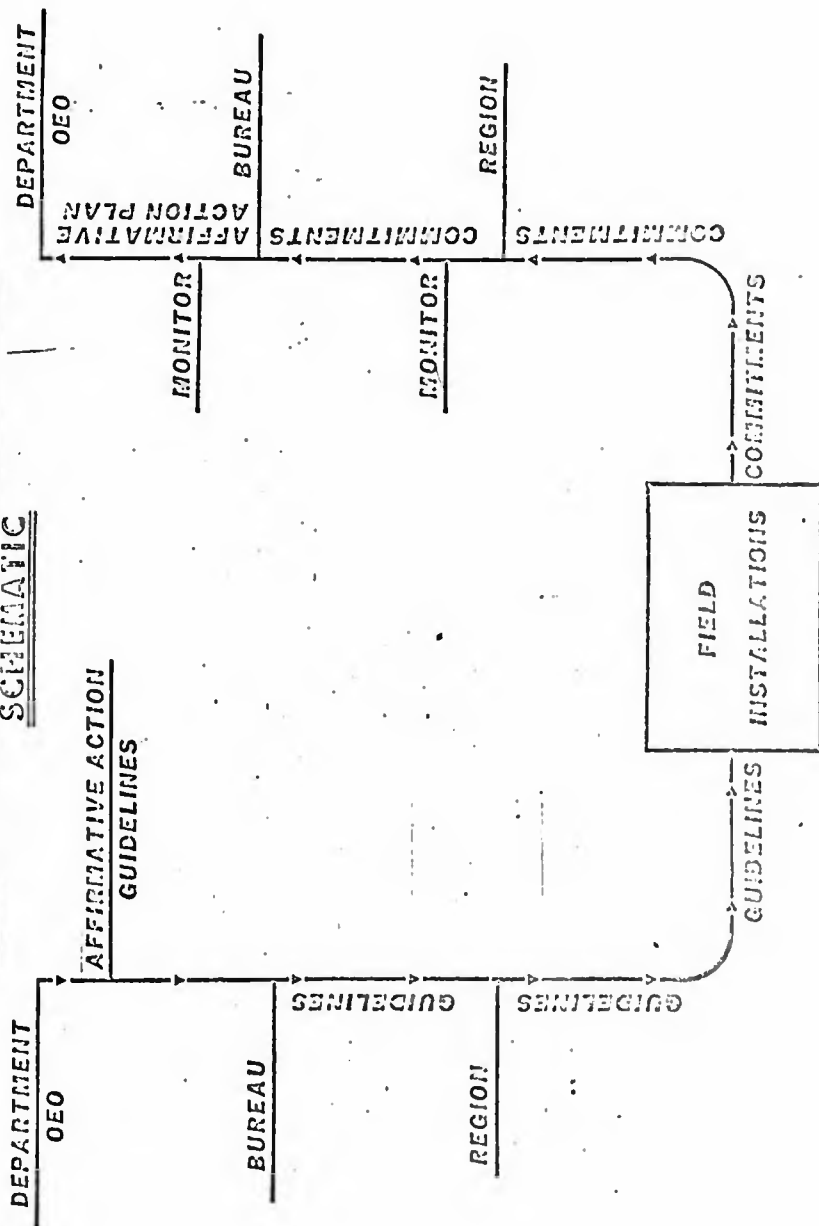 SCHEMATIC
DEPARTMENT
OEO
AFFIRMATIVE ACTION
GUIDELINES
BUREAU
GUIDELINES
REGION
GUIDELINES
GUIDELINES
FIELD
INSTALLATIONS
COMMITMENTS
COMMITMENTS
REGION
MONITOR
COMMITMENTS
BUREAU
MONITOR
AFFIRMATIVE
ACTION PLAN
DEPARTMENT
OEO